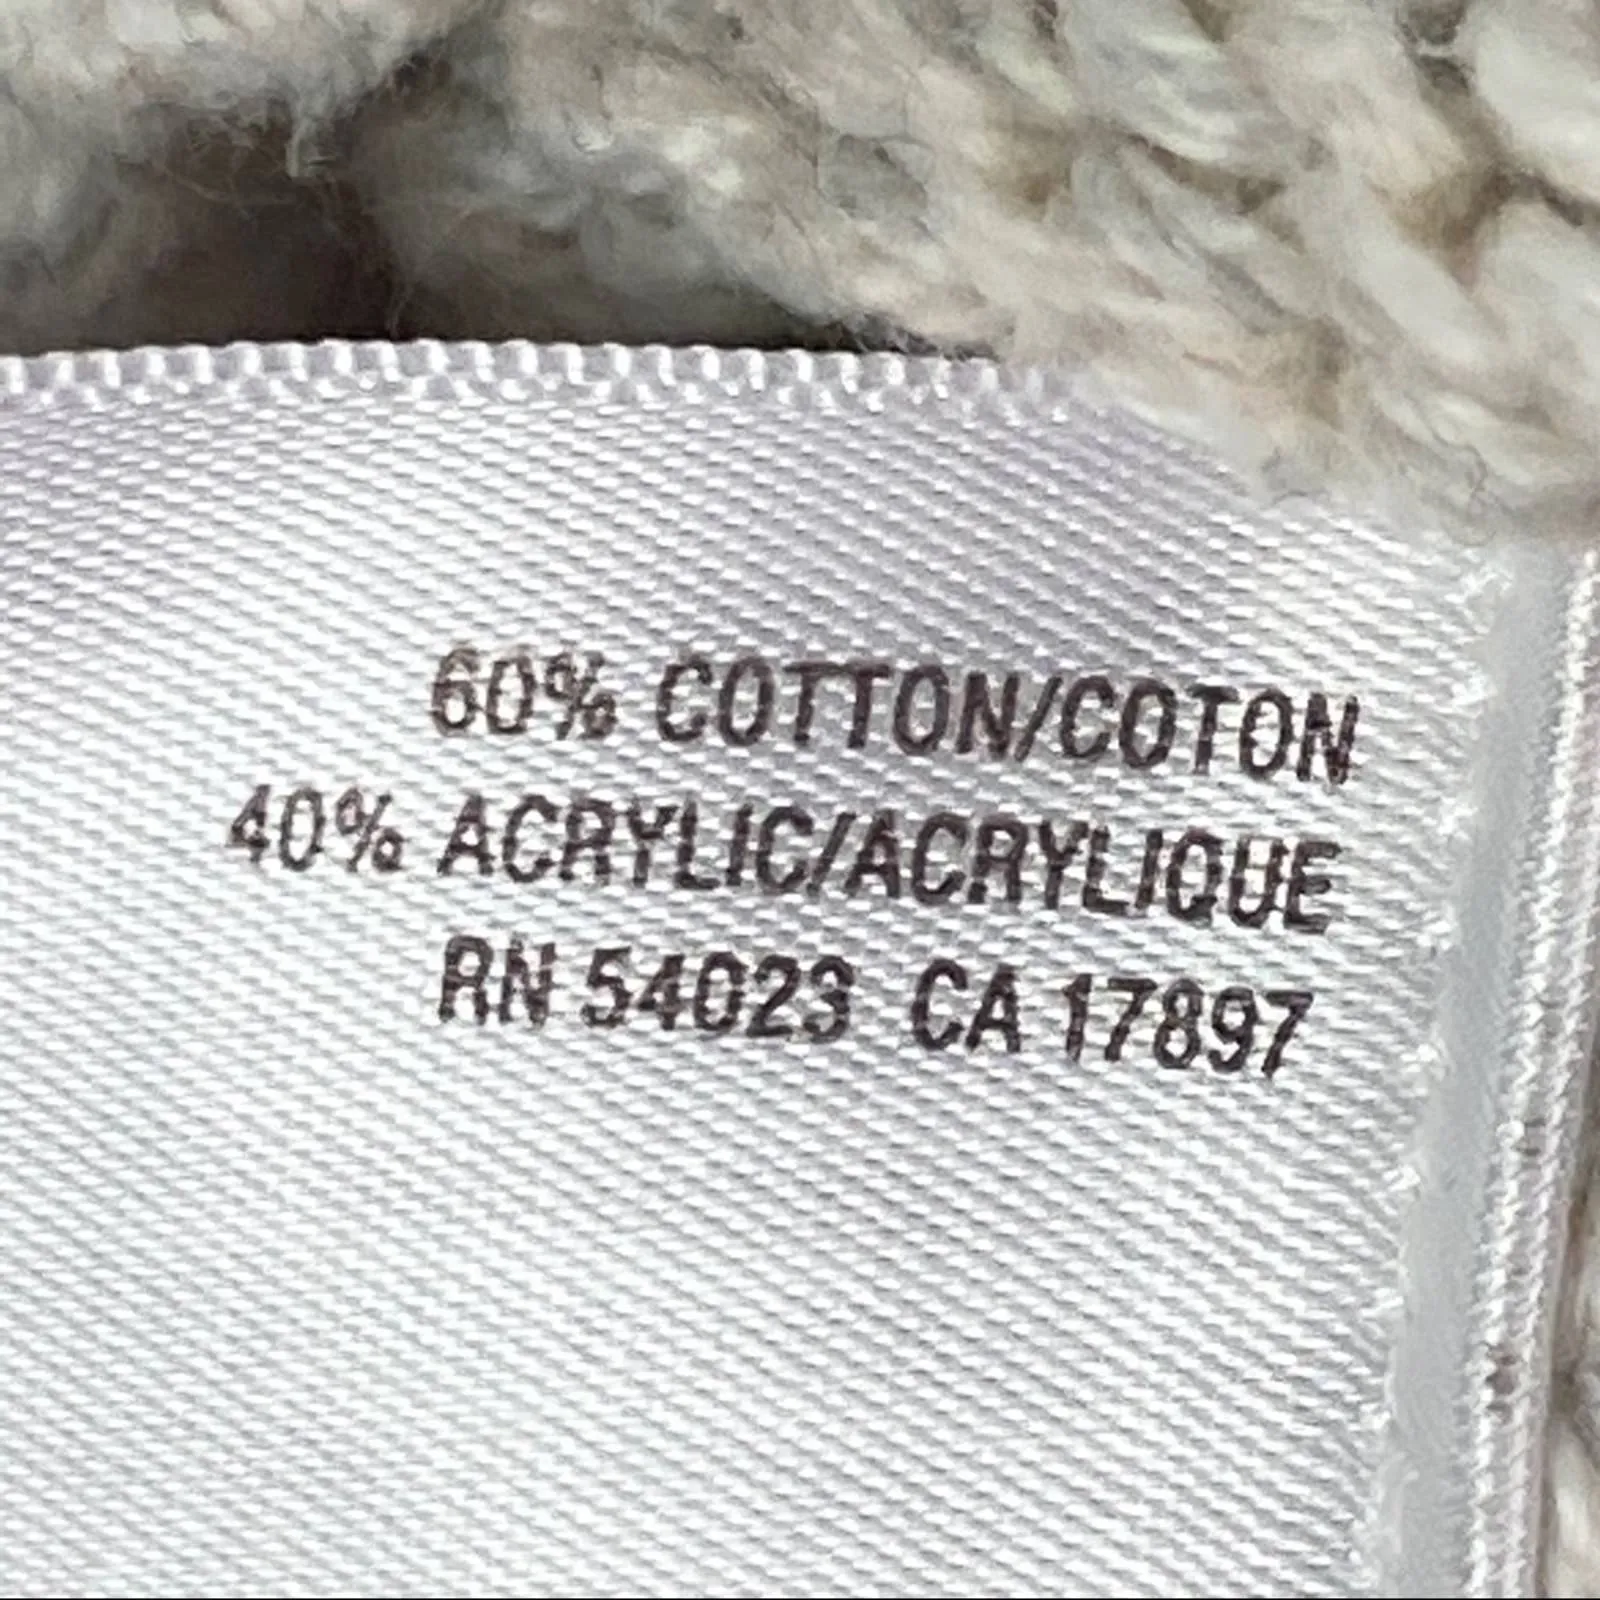 60% COTTON/COTON
40% ACRYLIC/ACRYLIQUE
RN 54023 CA 17897